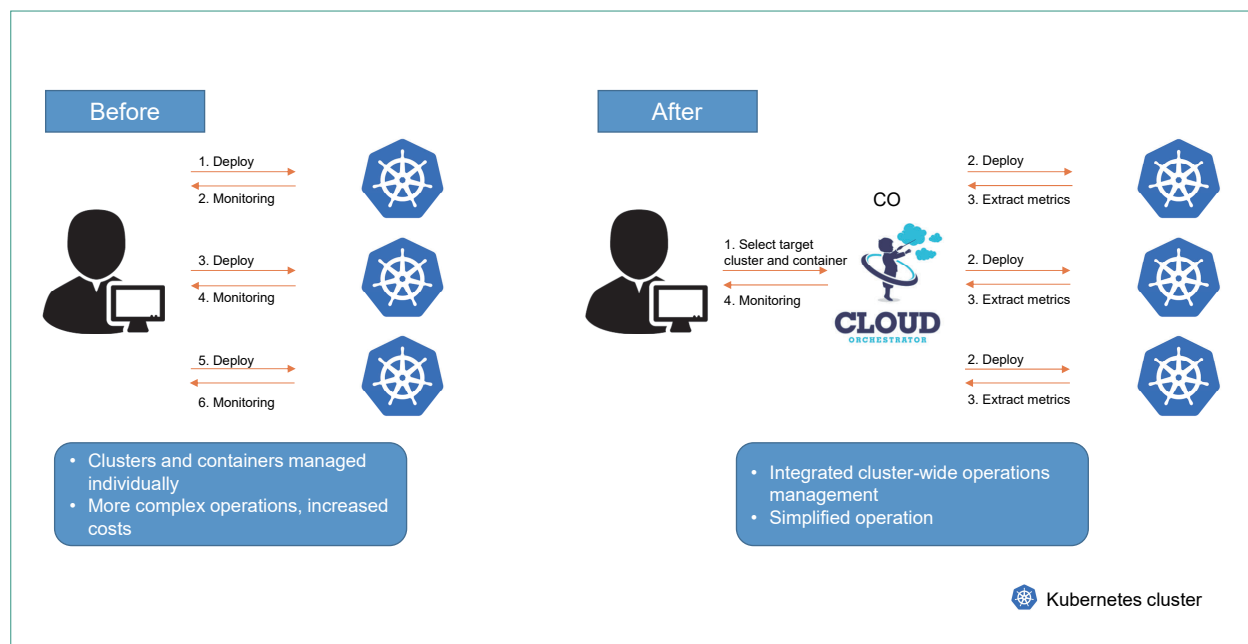 Before
1. Deploy
2. Monitoring
3. Deploy
4. Monitoring
5. Deploy
6. Monitoring
• Clusters and containers managed
individually
• More complex operations, increased
costs
After
1. Select target
cluster and container
4. Monitoring
CO
CLOUD
ORCHESTRATOR
2. Deploy
3. Extract metrics
2. Deploy
3. Extract metrics
2. Deploy
3. Extract metrics
• Integrated cluster-wide operations
management
• Simplified operation
Kubernetes cluster